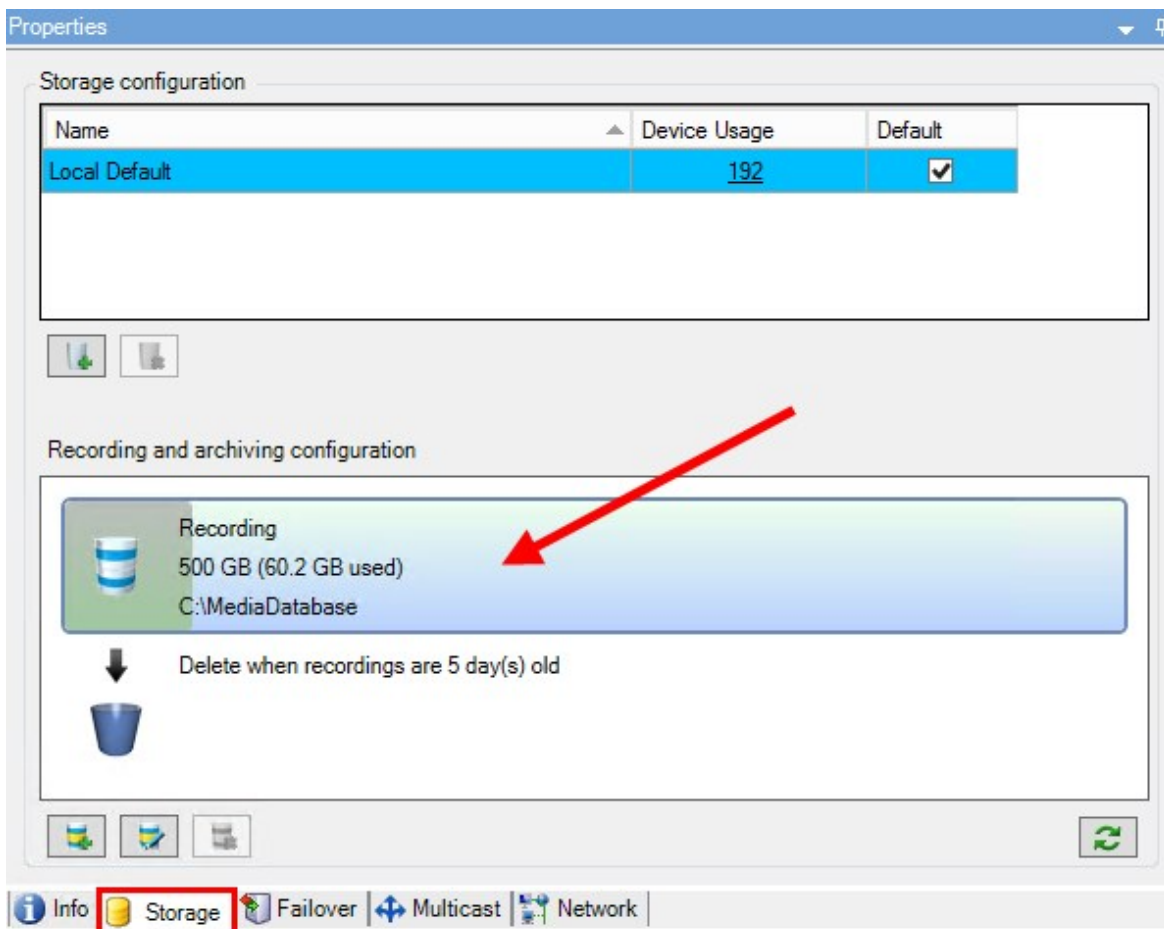 Properties
Storage configuration
Name Device Usage Default
Local Default 192
Recording and archiving configuration
Recording
500 GB (60.2 GB used)
C:\MediaDatabase
Delete when recordings are 5 day(s) old
Info Storage Failover Multicast Network